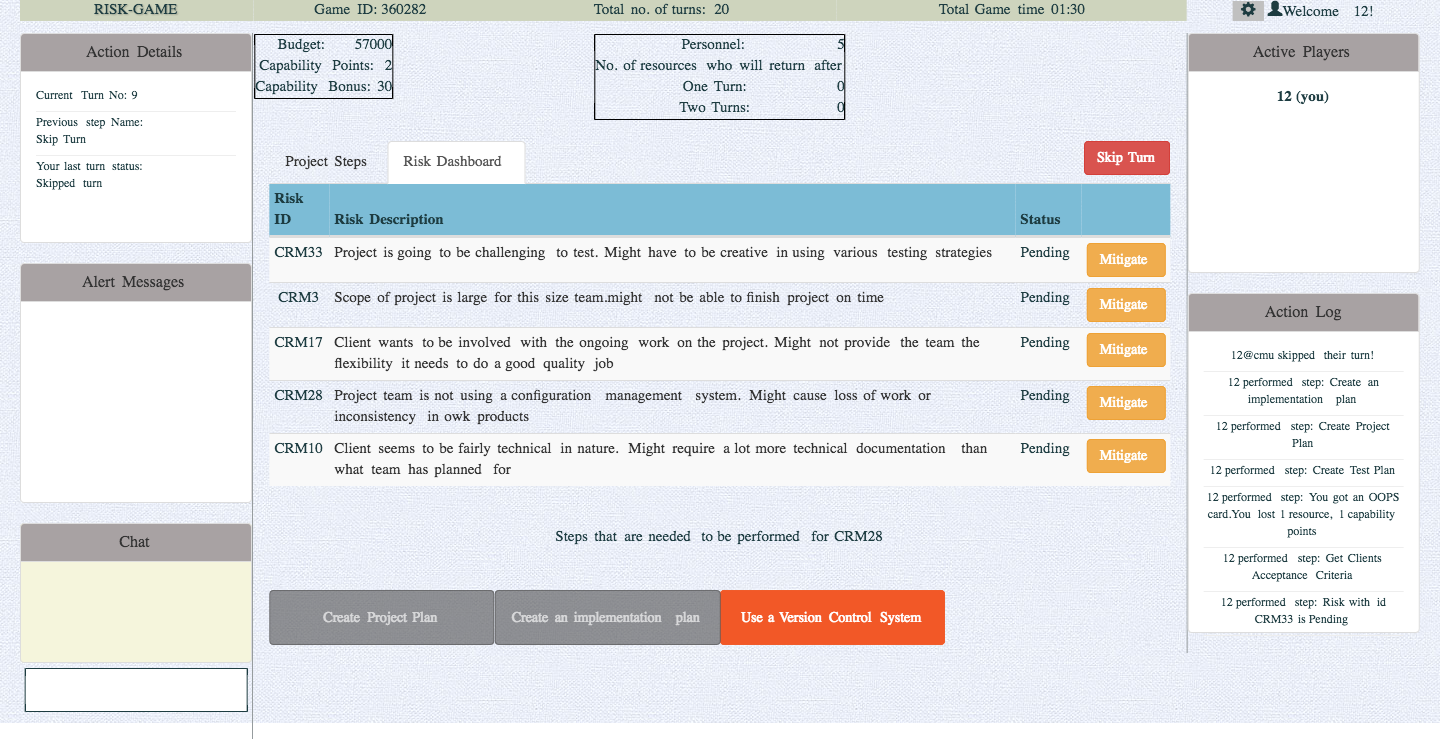 RISK-GAME
Game ID: 360282
Total no. of turns: 20
Total Game time 01:30
Welcome 12!
Action Details
Current Turn No: 9
Previous step Name:
Skip Turn
Your last turn status:
Skipped turn
Alert Messages
Chat
Budget: 57000
Capability Points: 2
Capability Bonus: 30
Personnel: 5
No. of resources who will return after
One Turn: 0
Two Turns: 0
Project Steps
Risk Dashboard
Skip Turn
Risk
ID Risk Description Status
CRM33 Project is going to be challenging to test. Might have to be creative in using various testing strategies Pending Mitigate
CRM3 Scope of project is large for this size team.might not be able to finish project on time Pending Mitigate
CRM17 Client wants to be involved with the ongoing work on the project. Might not provide the team the Pending Mitigate
flexibility it needs to do a good quality job
CRM28 Project team is not using a configuration management system. Might cause loss of work or Pending Mitigate
inconsistency in owk products
CRM10 Client seems to be fairly technical in nature. Might require a lot more technical documentation than Pending Mitigate
what team has planned for
Steps that are needed to be performed for CRM28
Create Project Plan
Create an implementation plan
Use a Version Control System
Active Players
12 (you)
Action Log
12@cmu skipped their turn!
12 performed step: Create an
implementation plan
12 performed step: Create Project
Plan
12 performed step: Create Test Plan
12 performed step: You got an OOPS
card.You lost 1 resource, 1 capability
points
12 performed step: Get Clients
Acceptance Criteria
12 performed step: Risk with id
CRM33 is Pending